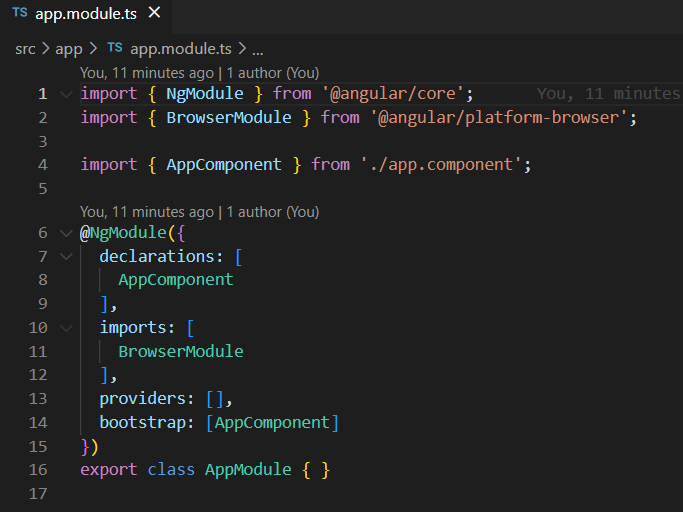 TS app.module.ts ×
src > app > TS app.module.ts > ...
You, 11 minutes ago | 1 author (You)
1 import { NgModule } from '@angular/core'; You, 11 minutes
2 import { BrowserModule } from '@angular/platform-browser';
3
4 import { AppComponent } from './app.component';
5
You, 11 minutes ago | 1 author (You)
6 @NgModule({
7 declarations: [
8 AppComponent
9 ],
10 imports: [
11 BrowserModule
12 ],
13 providers: [],
14 bootstrap: [AppComponent]
15 })
16 export class AppModule { }
17